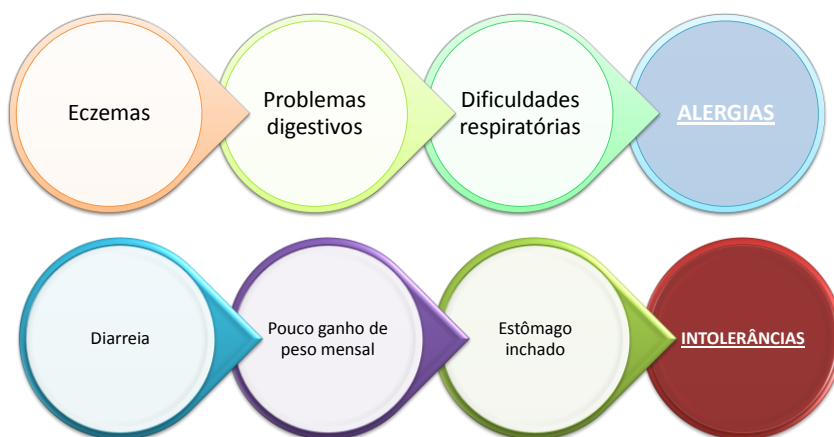 Eczemas
Problemas
digestivos
Dificuldades
respiratórias
ALERGIAS
Diarreia
Pouco ganho de
peso mensal
Estômago
inchado
INTOLERÂNCIAS